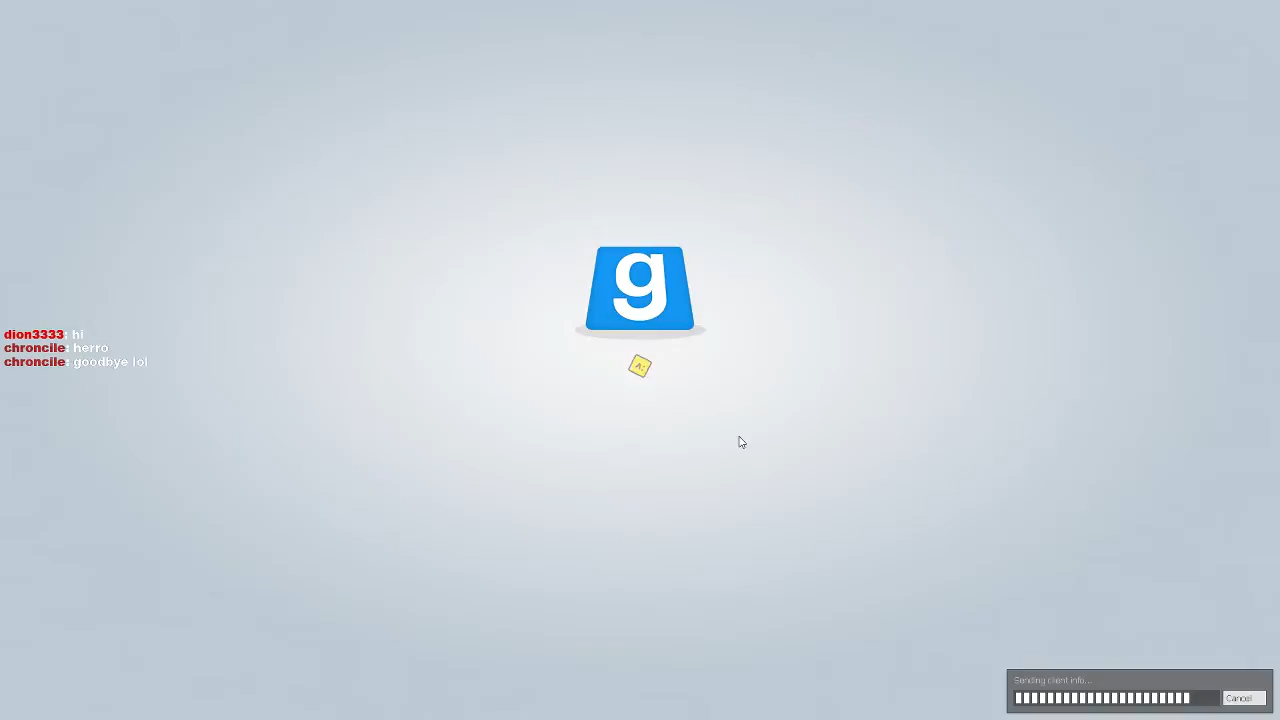 g
dion3333: hi
chroncile: herro
chroncile: goodbye lol
Sending client info...
Cancel